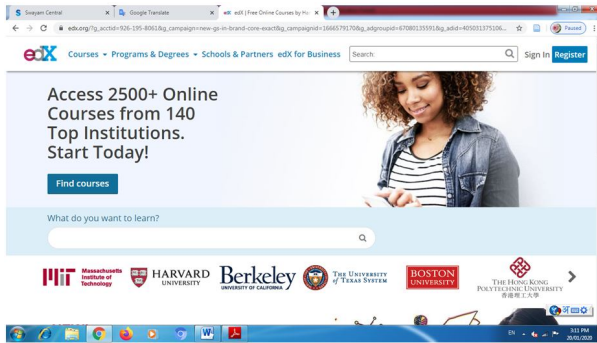 Swayam Central
Google Translate
edX | Free Online Courses by Har
edx.org/?g_acctid=926-195-8061&g_campaign=new-gs-in-brand-core-exact&g_campaignid=1666579170&g_adgroupid=67080135591&g_adid=405031375106...
Paused
edX Courses Programs & Degrees Schools & Partners edX for Business Search: Sign In Register
Access 2500+ Online
Courses from 140
Top Institutions.
Start Today!
Find courses
What do you want to learn?
Massachusetts
Institute of
Technology
HARVARD
UNIVERSITY
Berkeley
UNIVERSITY OF CALIFORNIA
THE UNIVERSITY
of TEXAS SYSTEM
BOSTON
UNIVERSITY
THE HONG KONG
POLYTECHNIC UNIVERSITY
香港理工大學
अ
EN
3:11 PM
20/01/2020